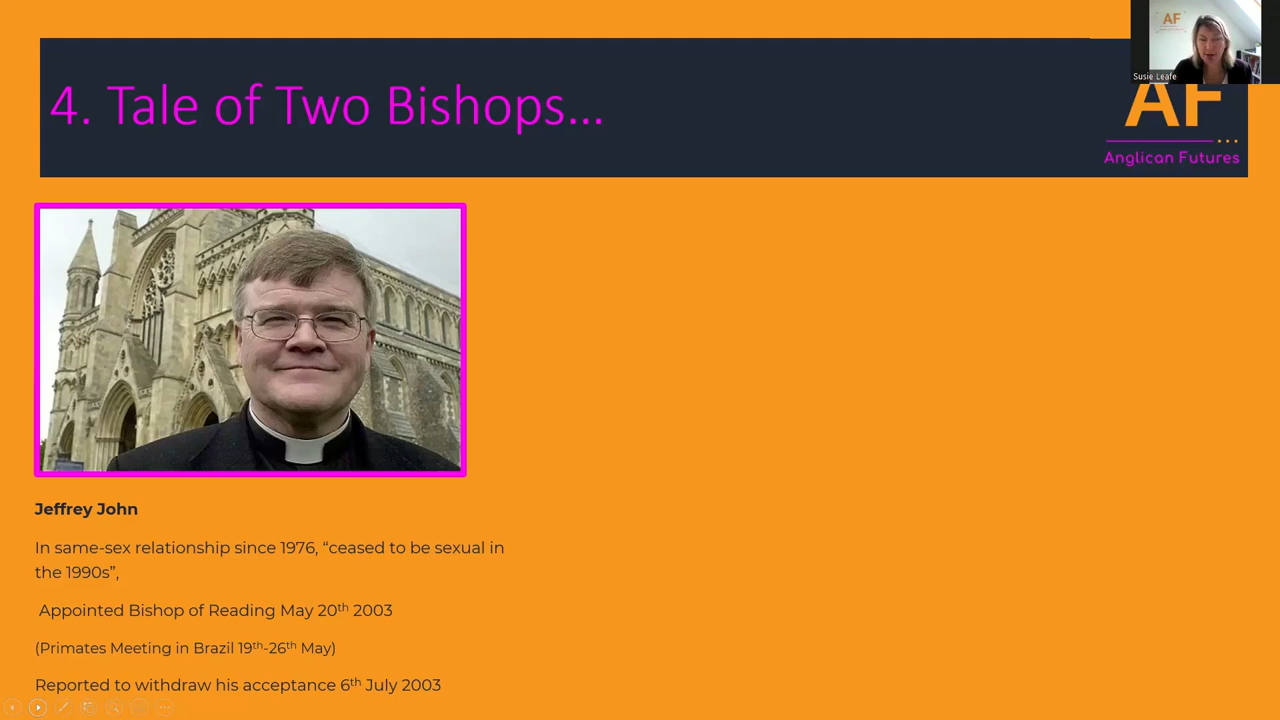 4. Tale of Two Bishops...
AF
Susie Leafe
AF
Anglican Futures
Jeffrey John
In same-sex relationship since 1976, “ceased to be sexual in
the 1990s”,
Appointed Bishop of Reading May 20th 2003
(Primates Meeting in Brazil 19th-26th May)
Reported to withdraw his acceptance 6th July 2003